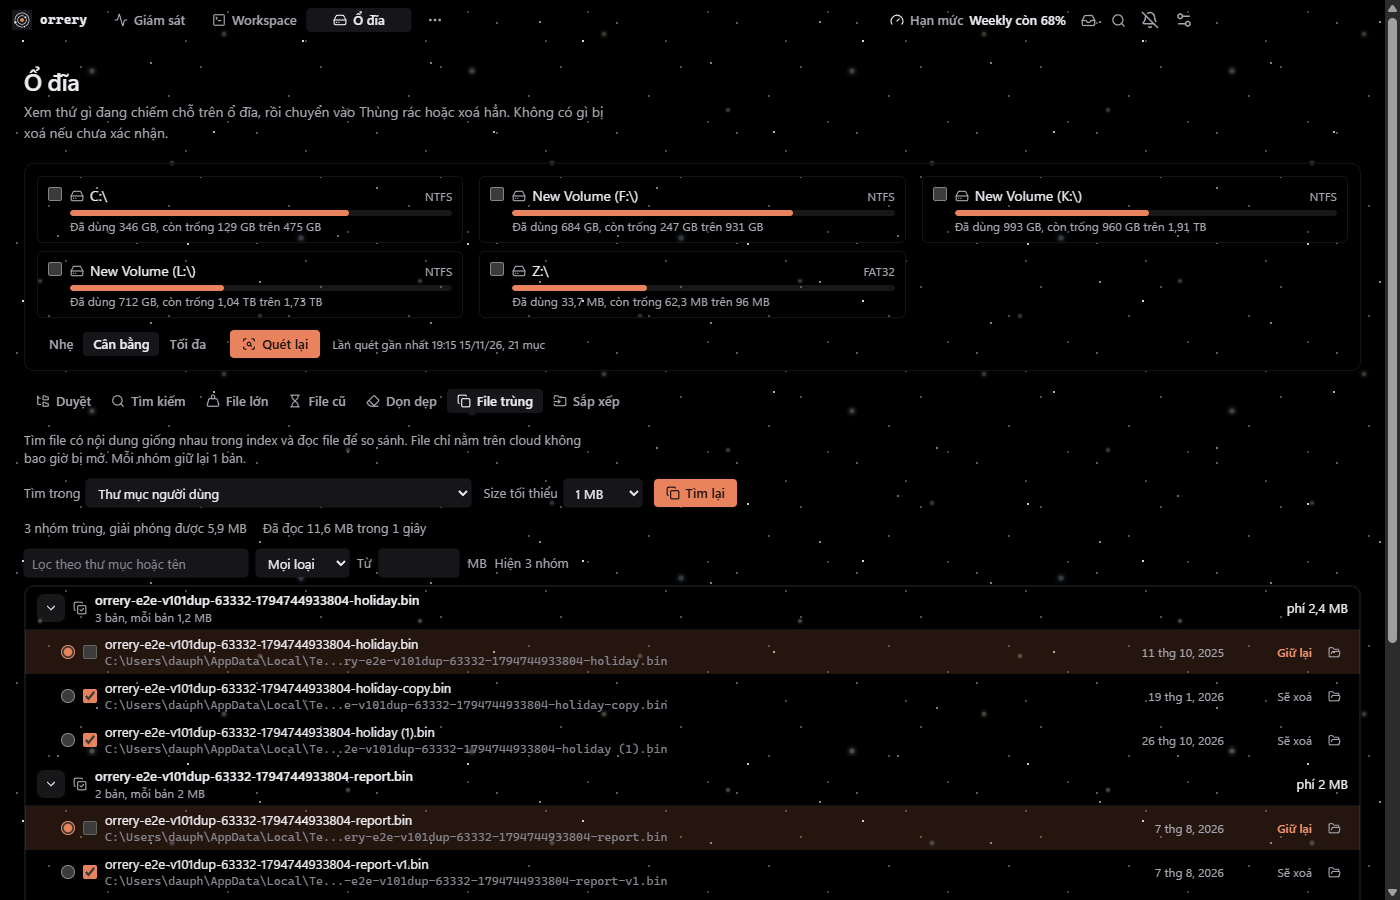 orrery
Giám sát
Workspace
Ổ đĩa
Hạn mức Weekly còn 68%
Ổ đĩa
Xem thứ gì đang chiếm chỗ trên ổ đĩa, rồi chuyển vào Thùng rác hoặc xoá hẳn. Không có gì bị
xoá nếu chưa xác nhận.
C:\ NTFS
Đã dùng 346 GB, còn trống 129 GB trên 475 GB
New Volume (F:\) NTFS
Đã dùng 684 GB, còn trống 247 GB trên 931 GB
New Volume (K:\) NTFS
Đã dùng 993 GB, còn trống 960 GB trên 1,91 TB
New Volume (L:\) NTFS
Đã dùng 712 GB, còn trống 1,04 TB trên 1,73 TB
Z:\ FAT32
Đã dùng 33,7 MB, còn trống 62,3 MB trên 96 MB
Nhẹ
Cân bằng
Tối đa
Quét lại
Lần quét gần nhất 19:15 15/11/26, 21 mục
Duyệt
Tìm kiếm
File lớn
File cũ
Dọn dẹp
File trùng
Sắp xếp
Tìm file có nội dung giống nhau trong index và đọc file để so sánh. File chỉ nằm trên cloud không
bao giờ bị mở. Mỗi nhóm giữ lại 1 bản.
Tìm trong
Thư mục người dùng
Size tối thiểu
1 MB
Tìm lại
3 nhóm trùng, giải phóng được 5,9 MB
Đã đọc 11,6 MB trong 1 giây
Lọc theo thư mục hoặc tên
Mọi loại
Từ
MB
Hiện 3 nhóm
orrery-e2e-v101dup-63332-1794744933804-holiday.bin
3 bản, mỗi bản 1,2 MB
phí 2,4 MB
orrery-e2e-v101dup-63332-1794744933804-holiday.bin
C:\Users\dauph\AppData\Local\Te...ry-e2e-v101dup-63332-1794744933804-holiday.bin
11 thg 10, 2025
Giữ lại
orrery-e2e-v101dup-63332-1794744933804-holiday-copy.bin
C:\Users\dauph\AppData\Local\Te...e-v101dup-63332-1794744933804-holiday-copy.bin
19 thg 1, 2026
Sẽ xoá
orrery-e2e-v101dup-63332-1794744933804-holiday (1).bin
C:\Users\dauph\AppData\Local\Te...2e-v101dup-63332-1794744933804-holiday (1).bin
26 thg 10, 2026
Sẽ xoá
orrery-e2e-v101dup-63332-1794744933804-report.bin
2 bản, mỗi bản 2 MB
phí 2 MB
orrery-e2e-v101dup-63332-1794744933804-report.bin
C:\Users\dauph\AppData\Local\Te...ery-e2e-v101dup-63332-1794744933804-report.bin
7 thg 8, 2026
Giữ lại
orrery-e2e-v101dup-63332-1794744933804-report-v1.bin
C:\Users\dauph\AppData\Local\Te...-e2e-v101dup-63332-1794744933804-report-v1.bin
7 thg 8, 2026
Sẽ xoá